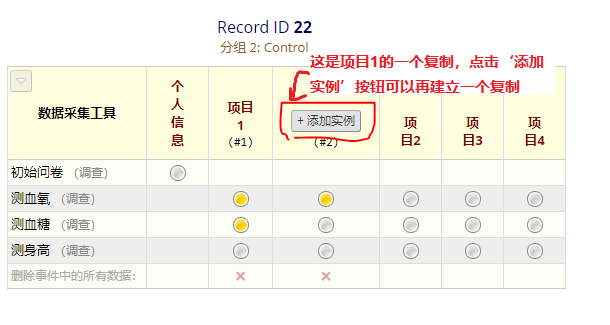 Record ID 22
分组 2: Control
这是项目1的一个复制，点击‘添加
实例’按钮可以再建立一个复制
数据采集工具
个
人
信
息
项目
1
(#1)
+ 添加实例
(#2)
项
目2
项
目3
项
目4
初始问卷 (调查)
测血氧 (调查)
测血糖 (调查)
测身高 (调查)
删除事件中的所有数据: